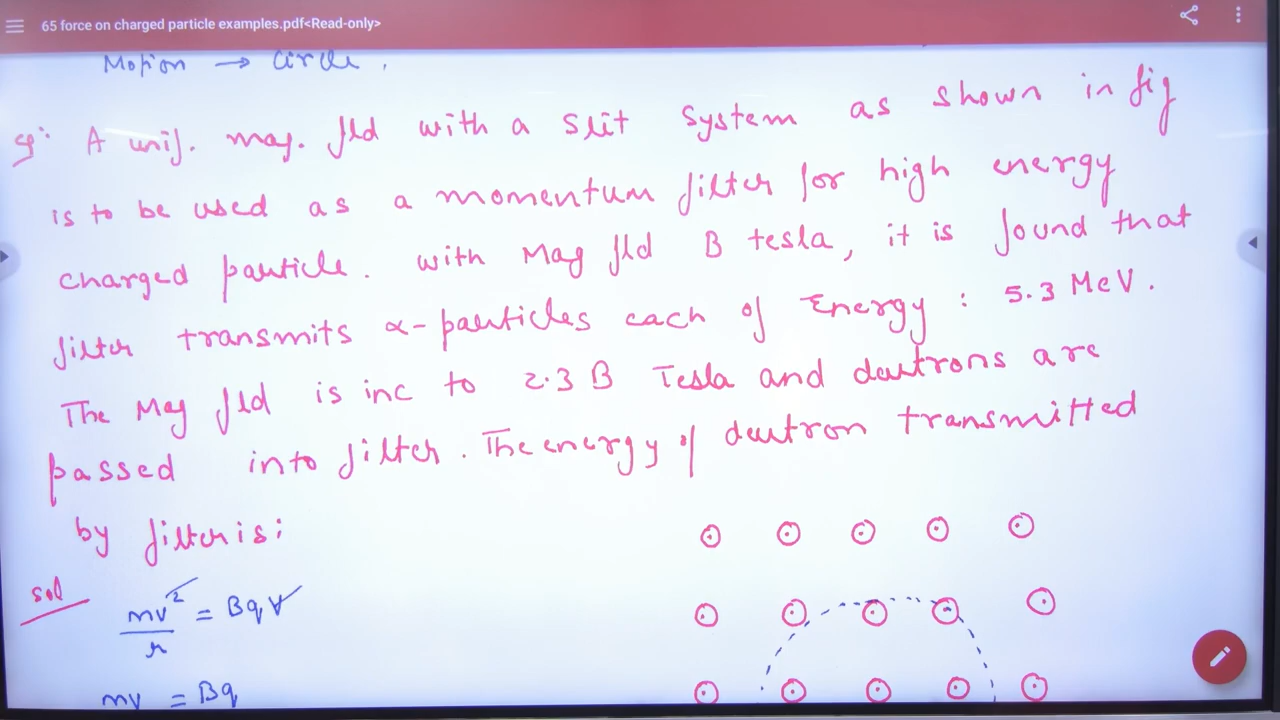 65 force on charged particle examples.pdf<Read-only>
Motion → Circle.
A unif. mag. fld with a slit system as shown in fig
is to be used as a momentum filter for high energy
charged particle. with Mag fld B tesla, it is found that
filter transmits α-particles each of Energy : 5.3 MeV.
The Mag fld is inc to 2.3 B Tesla and deutrons are
passed into filter. The energy of deutron transmitted
by filter is :
Sol
mv² / r = Bqv
mv = Bq